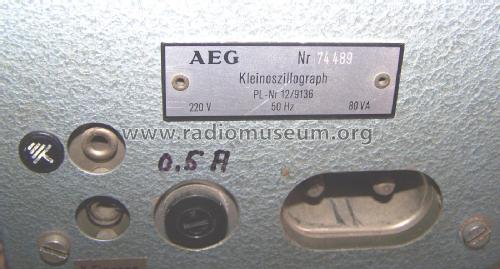 AEG Nr 74489
Kleinoszillograph
PL-Nr 12/9136
220 V 50 Hz 80 VA
www.radiomuseum.org
0.5 A